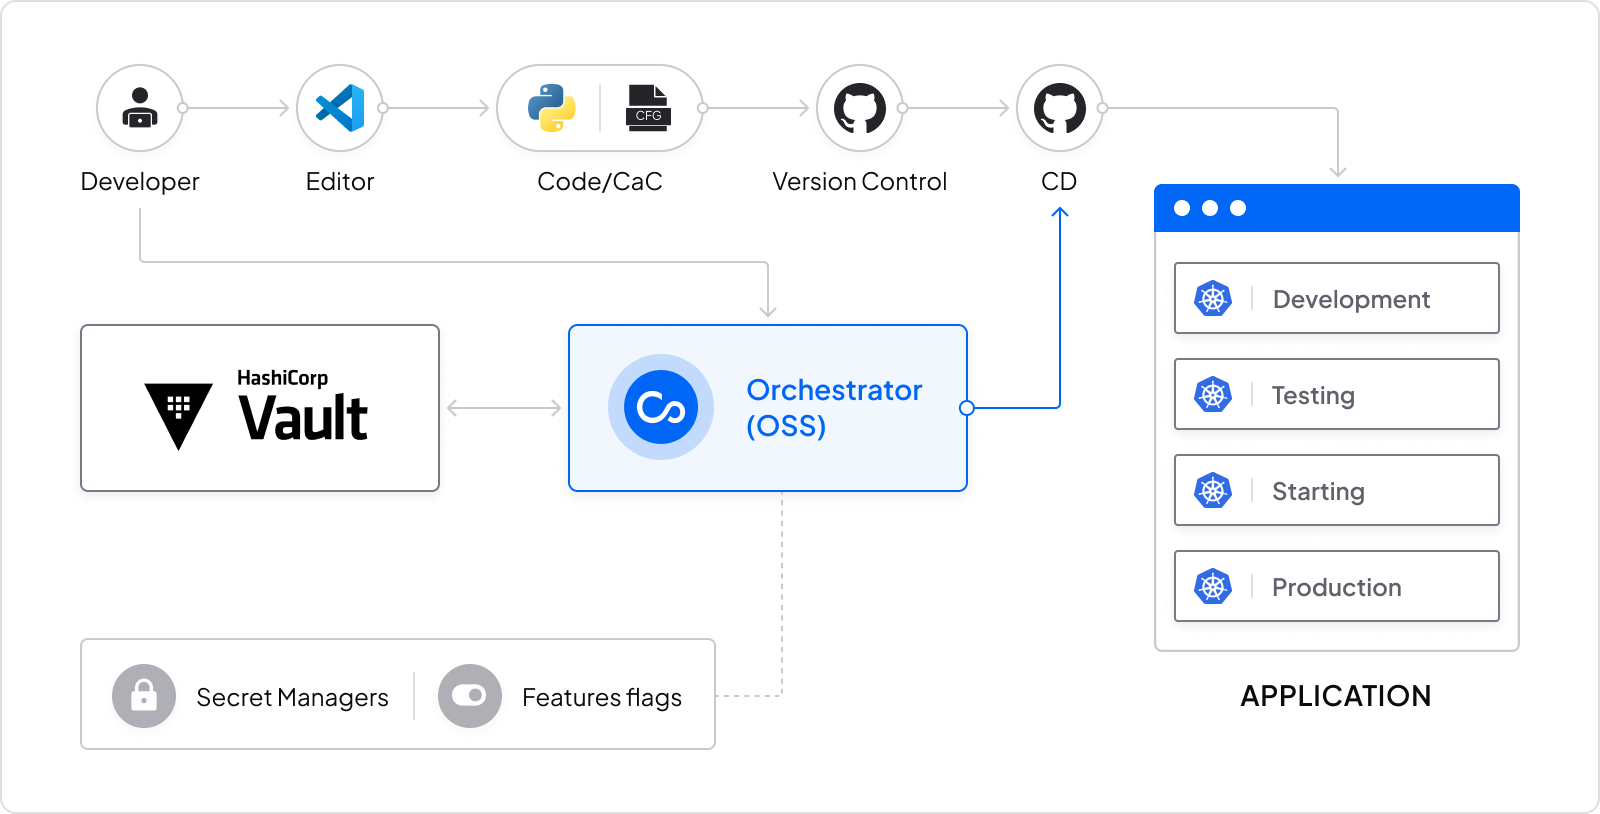 CFG
Developer
Editor
Code/CaC
Version Control
CD
HashiCorp
Vault
Orchestrator
(OSS)
Development
Testing
Starting
Production
Secret Managers
Features flags
APPLICATION